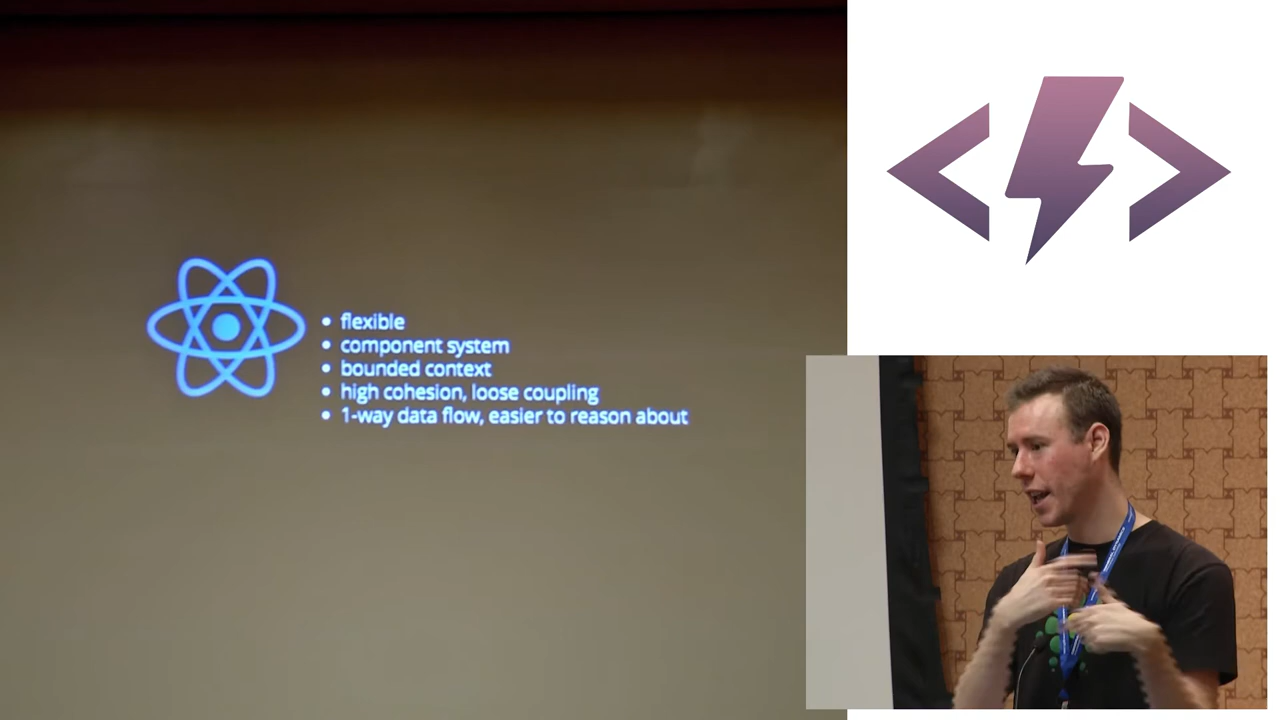 • flexible
• component system
• bounded context
• high cohesion, loose coupling
• 1-way data flow, easier to reason about